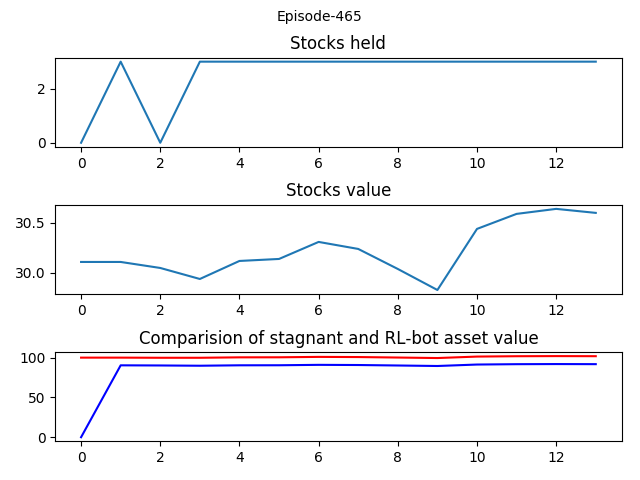 Episode-465
Stocks held
2
0
0 2 4 6 8 10 12
Stocks value
30.5
30.0
0 2 4 6 8 10 12
Comparision of stagnant and RL-bot asset value
100
50
0
0 2 4 6 8 10 12